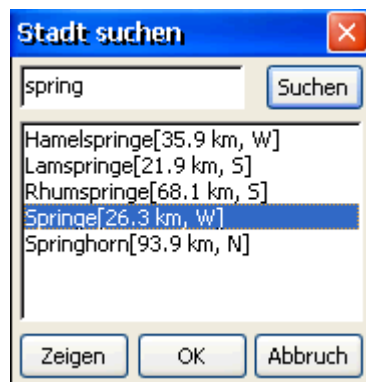 Stadt suchen
spring
Suchen
Hamelspringe[35.9 km, W]
Lamspringe[21.9 km, S]
Rhumspringe[68.1 km, S]
Springe[26.3 km, W]
Springhorn[93.9 km, N]
Zeigen OK Abbruch